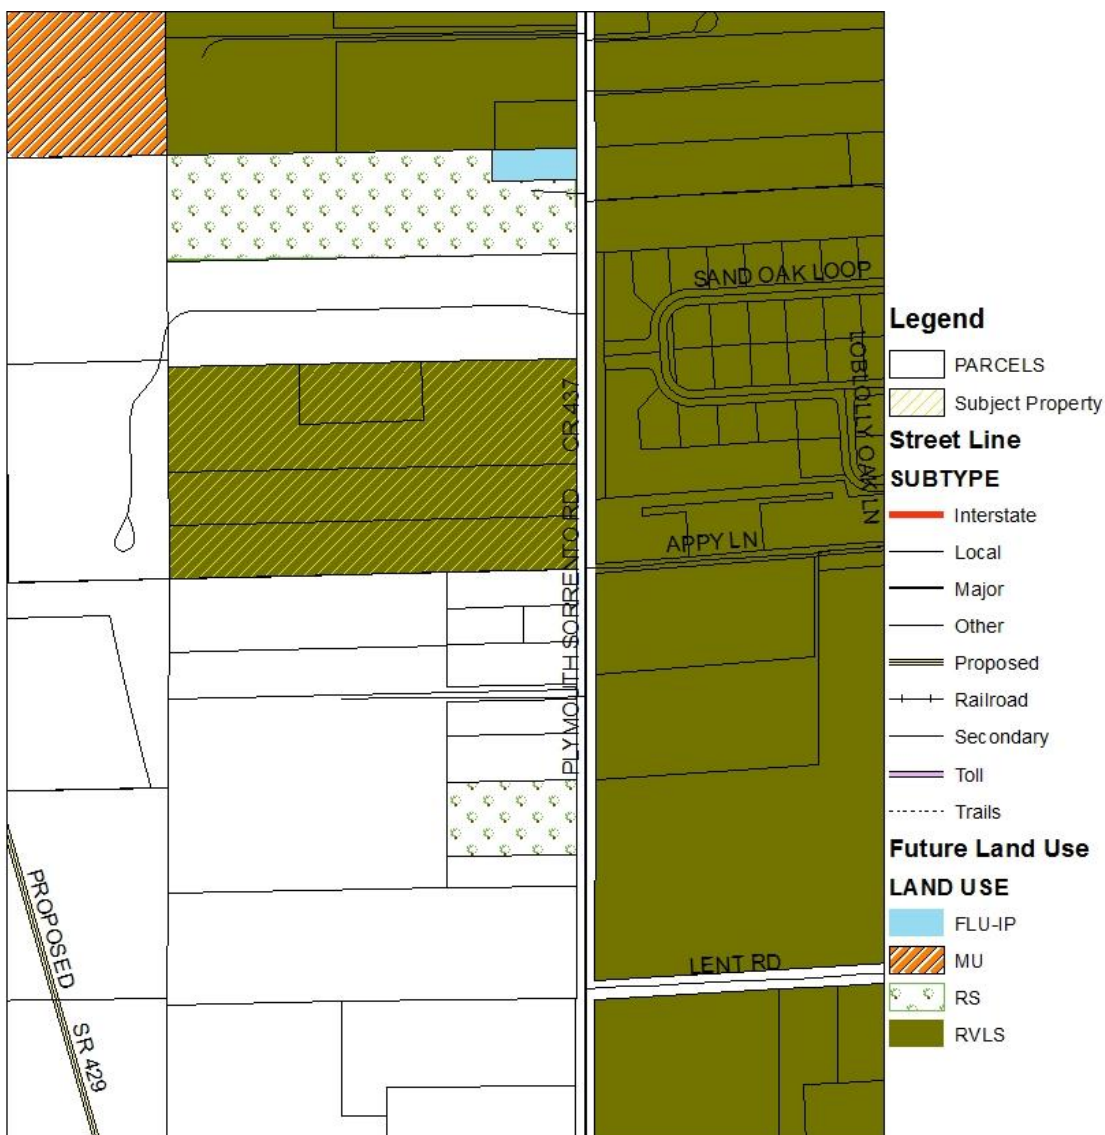 SAND OAK LOOP
LOBLOLLY OAK LN
PLYMOUTH SORRENTO RD CR 437
APPY LN
LENT RD
PROPOSED SR 429
Legend
PARCELS
Subject Property
Street Line
SUBTYPE
Interstate
Local
Major
Other
Proposed
Railroad
Secondary
Toll
Trails
Future Land Use
LAND USE
FLU-IP
MU
RS
RVLS